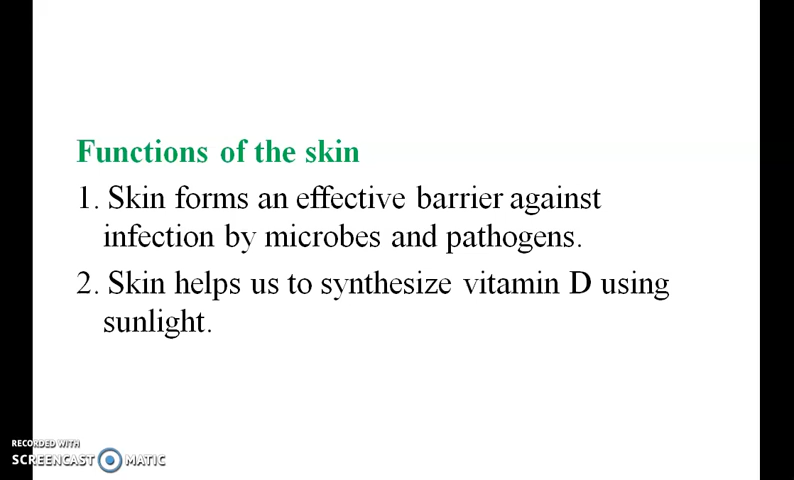 Functions of the skin
1. Skin forms an effective barrier against
infection by microbes and pathogens.
2. Skin helps us to synthesize vitamin D using
sunlight.
RECORDED WITH
SCREENCAST MATIC